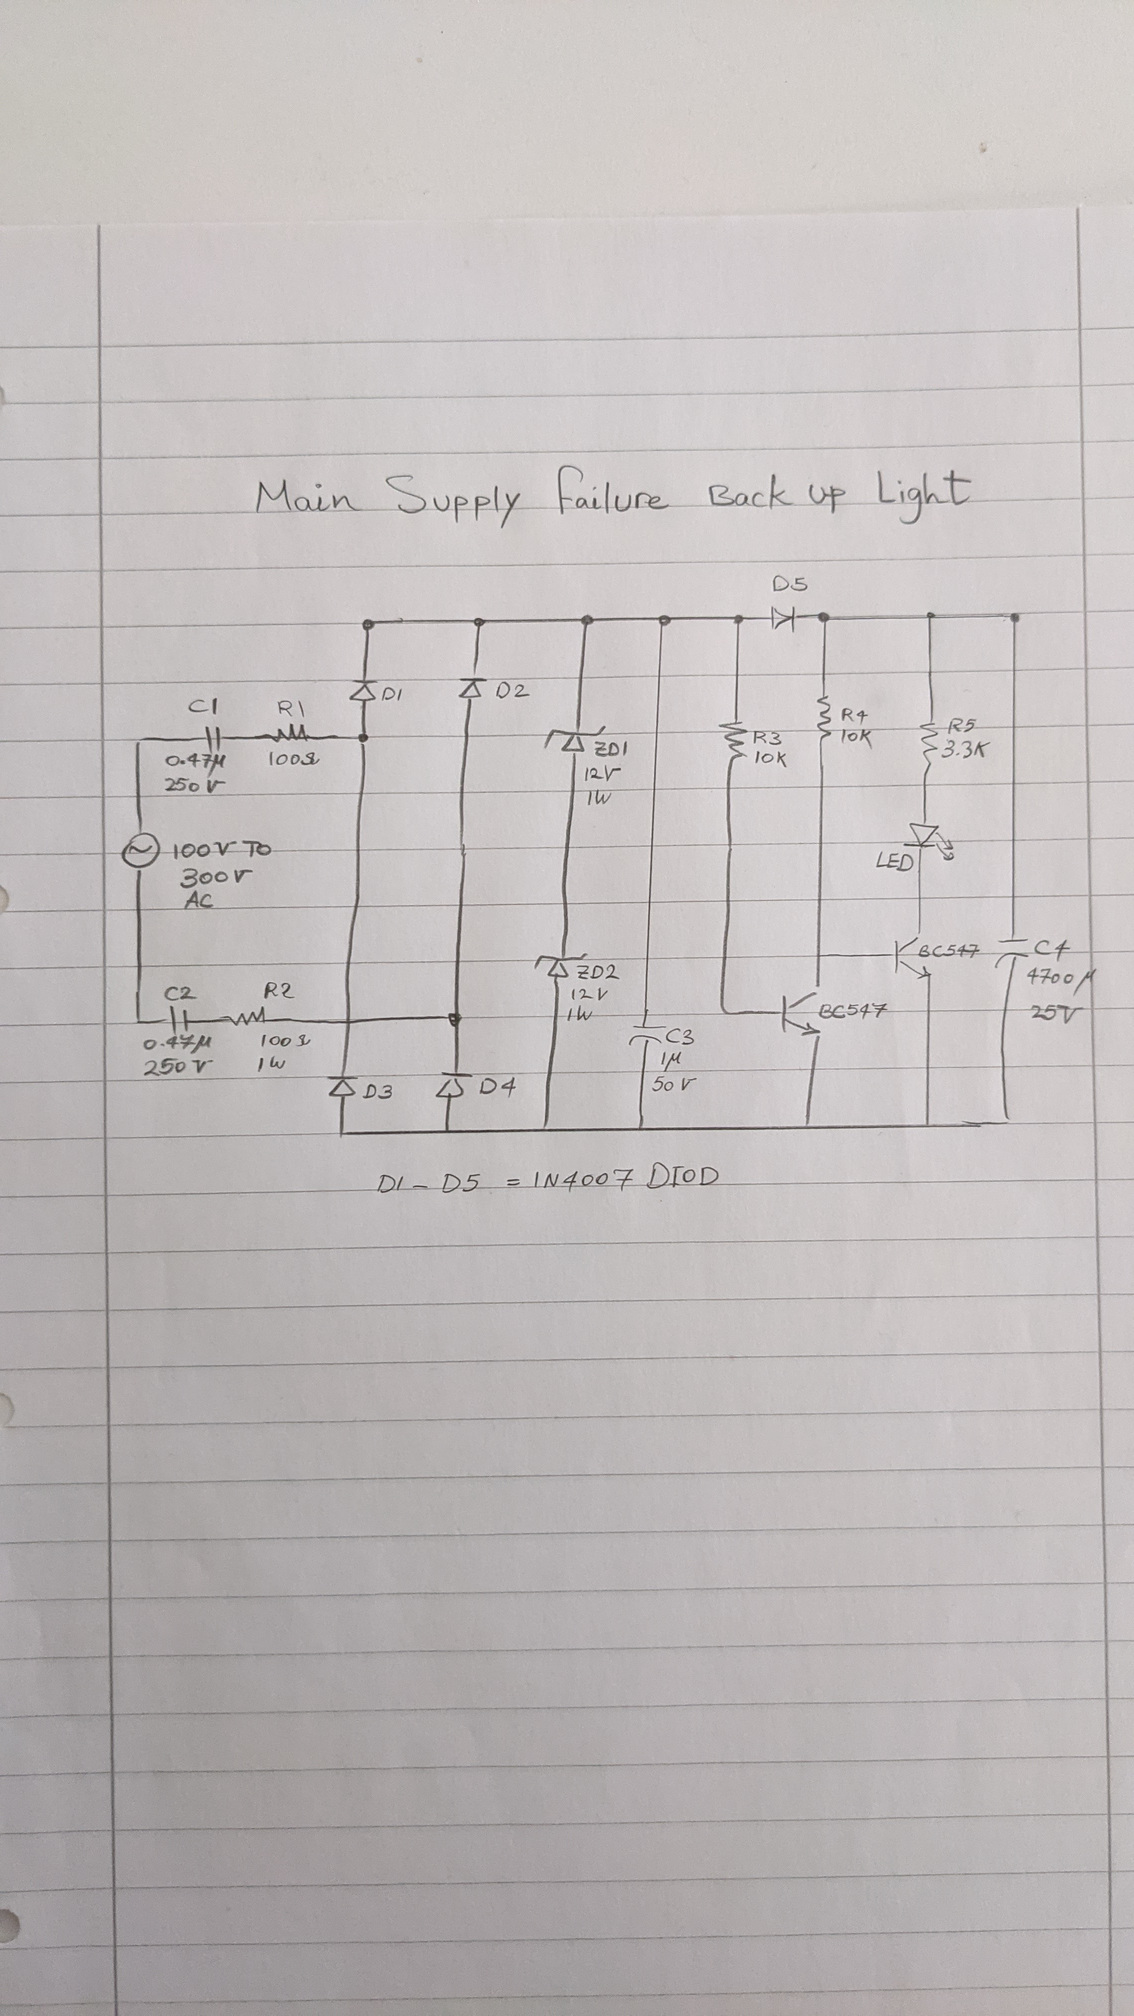 Main Supply Failure Back up Light
D5
D1
D2
C1
R1
0.47µ
250V
100Ω
ZD1
12V
1W
R3
10K
R4
10K
R5
3.3K
LED
100V TO
300V
AC
BC547
C4
4700µ
25V
ZD2
12V
1W
C2
R2
0.47µ
250V
100Ω
1W
BC547
C3
1µ
50V
D3
D4
D1 - D5 = 1N4007 DIOD